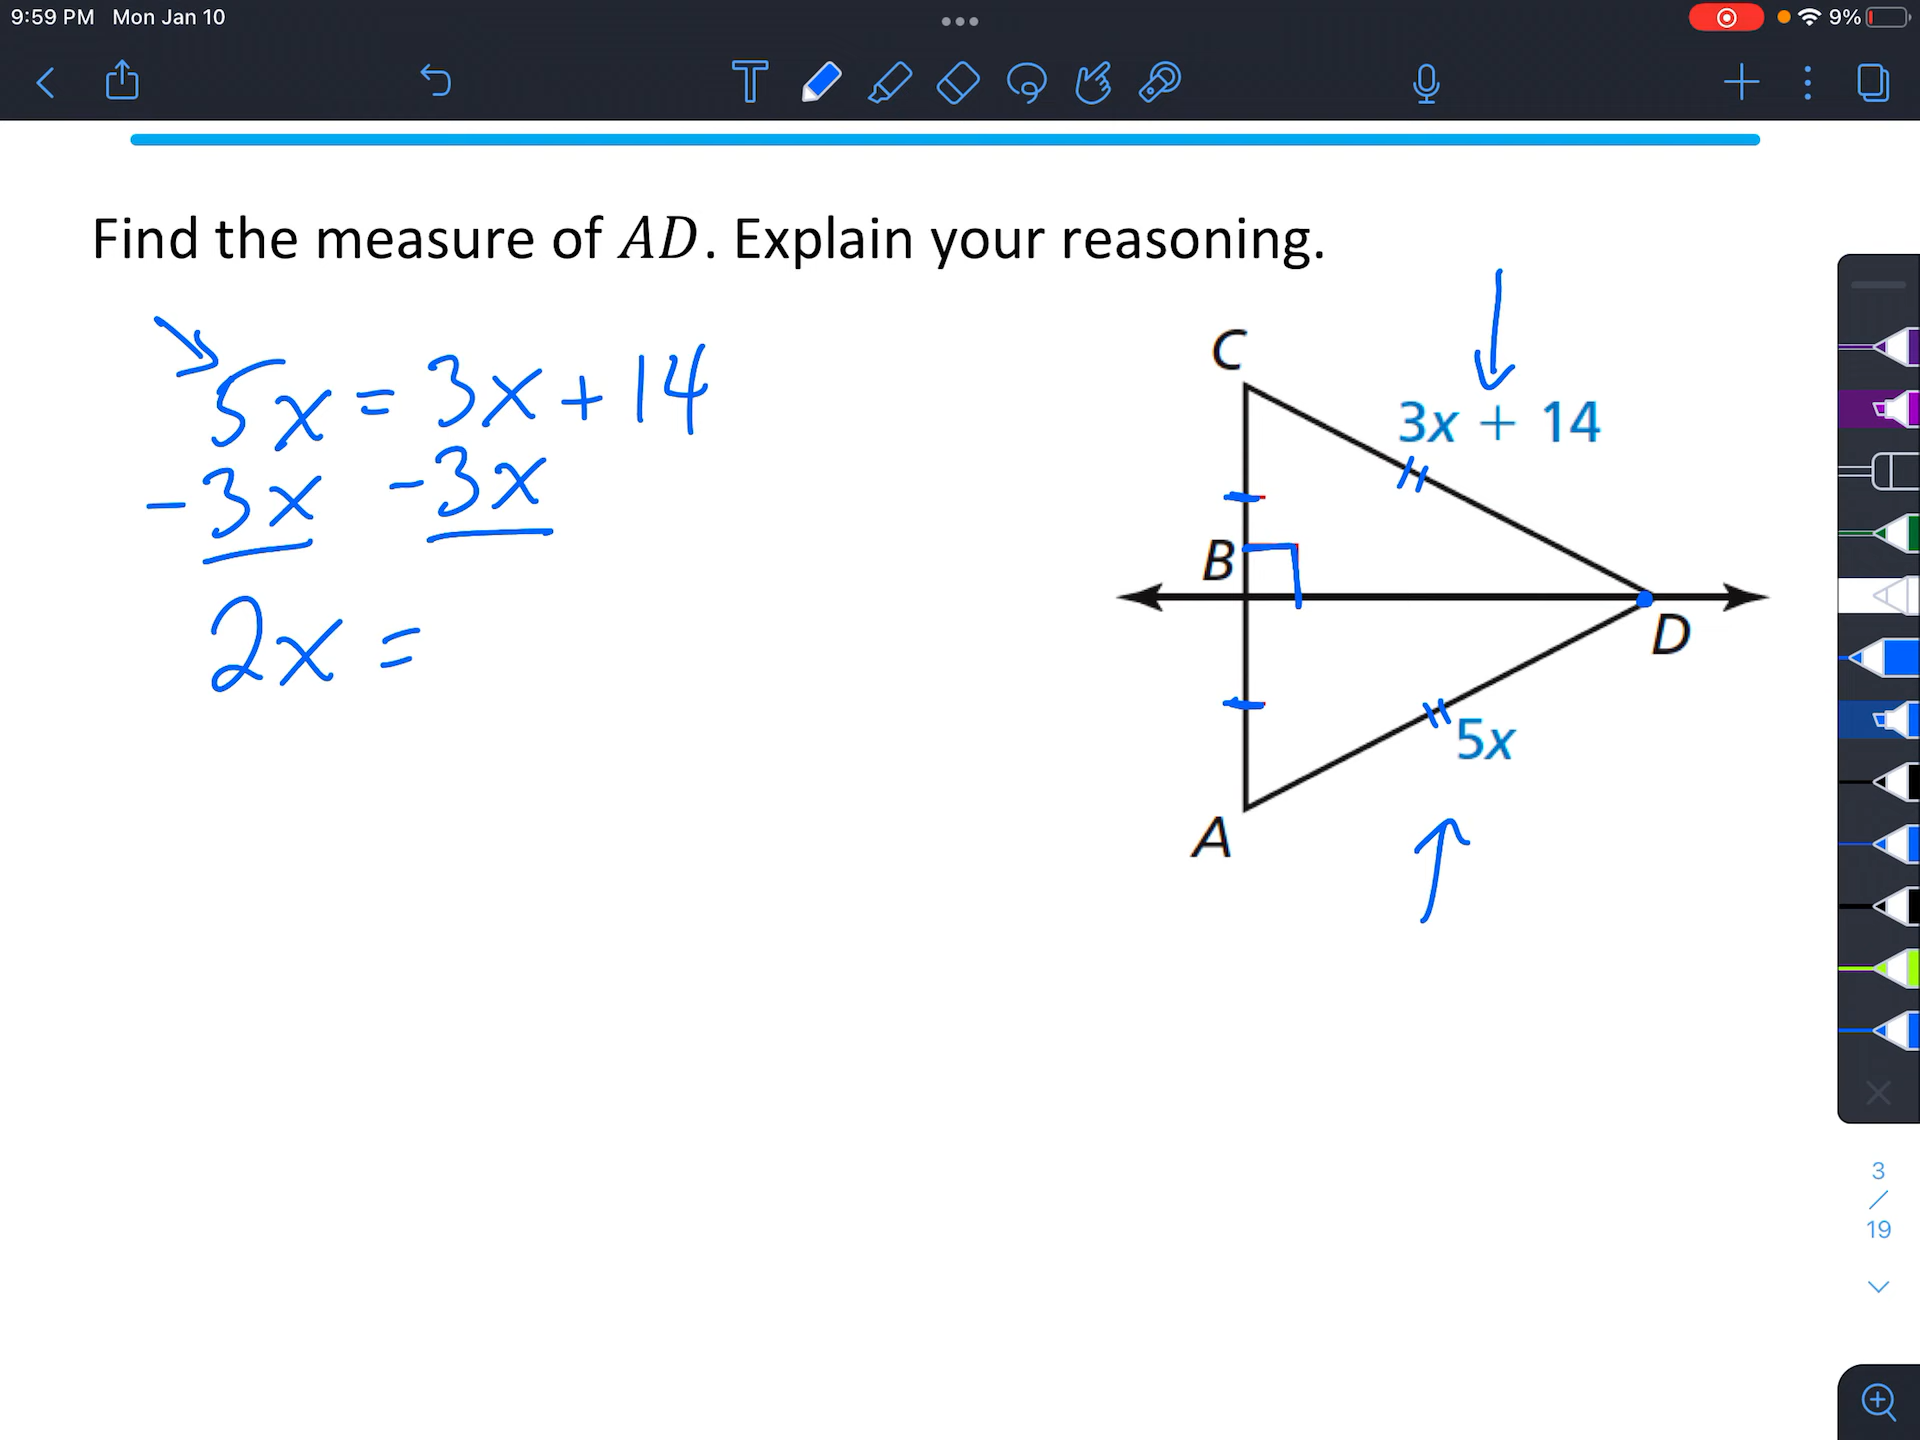 9:59 PM Mon Jan 10
9%
T
Find the measure of AD. Explain your reasoning.
5x = 3x + 14
-3x -3x
2x =
C
3x + 14
B
D
5x
A
3
/
19